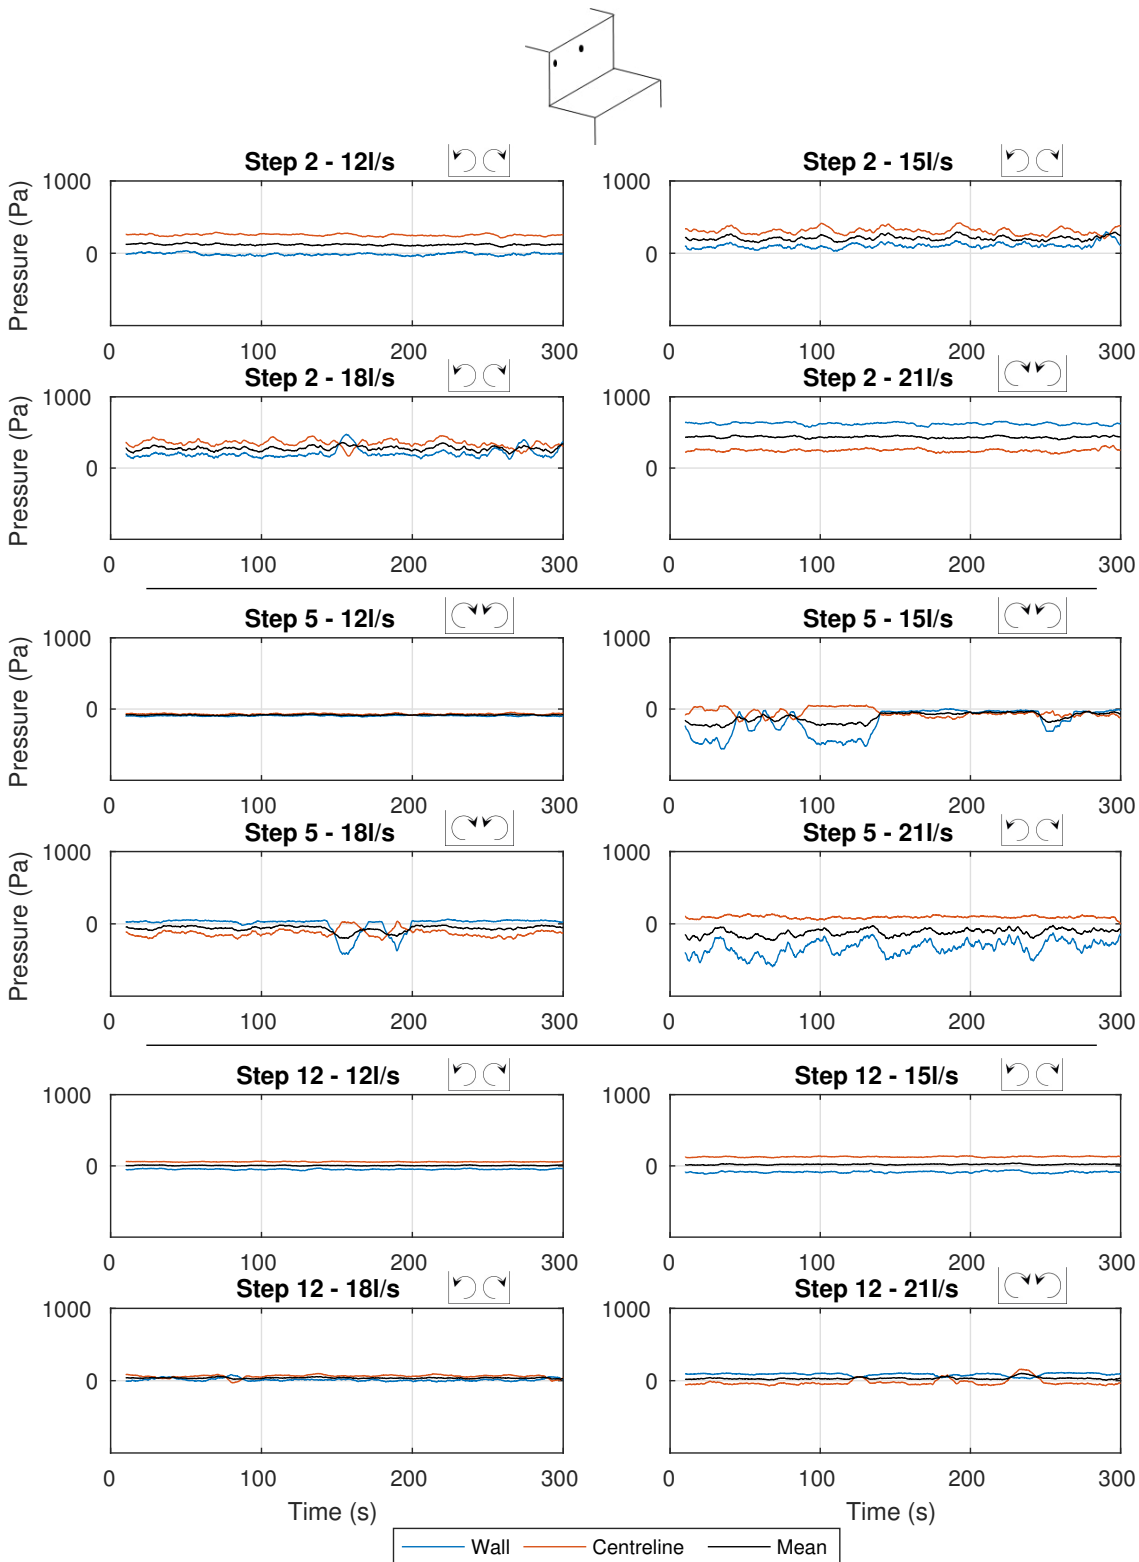 Step 2 - 12l/s
Step 2 - 15l/s
Pressure (Pa)
1000
0
0 100 200 300
1000
0
0 100 200 300
Step 2 - 18l/s
Step 2 - 21l/s
Pressure (Pa)
1000
0
0 100 200 300
1000
0
0 100 200 300
Step 5 - 12l/s
Step 5 - 15l/s
Pressure (Pa)
1000
0
0 100 200 300
1000
0
0 100 200 300
Step 5 - 18l/s
Step 5 - 21l/s
Pressure (Pa)
1000
0
0 100 200 300
1000
0
0 100 200 300
Step 12 - 12l/s
Step 12 - 15l/s
1000
0
0 100 200 300
1000
0
0 100 200 300
Step 12 - 18l/s
Step 12 - 21l/s
1000
0
0 100 200 300
Time (s)
1000
0
0 100 200 300
Time (s)
Wall Centreline Mean